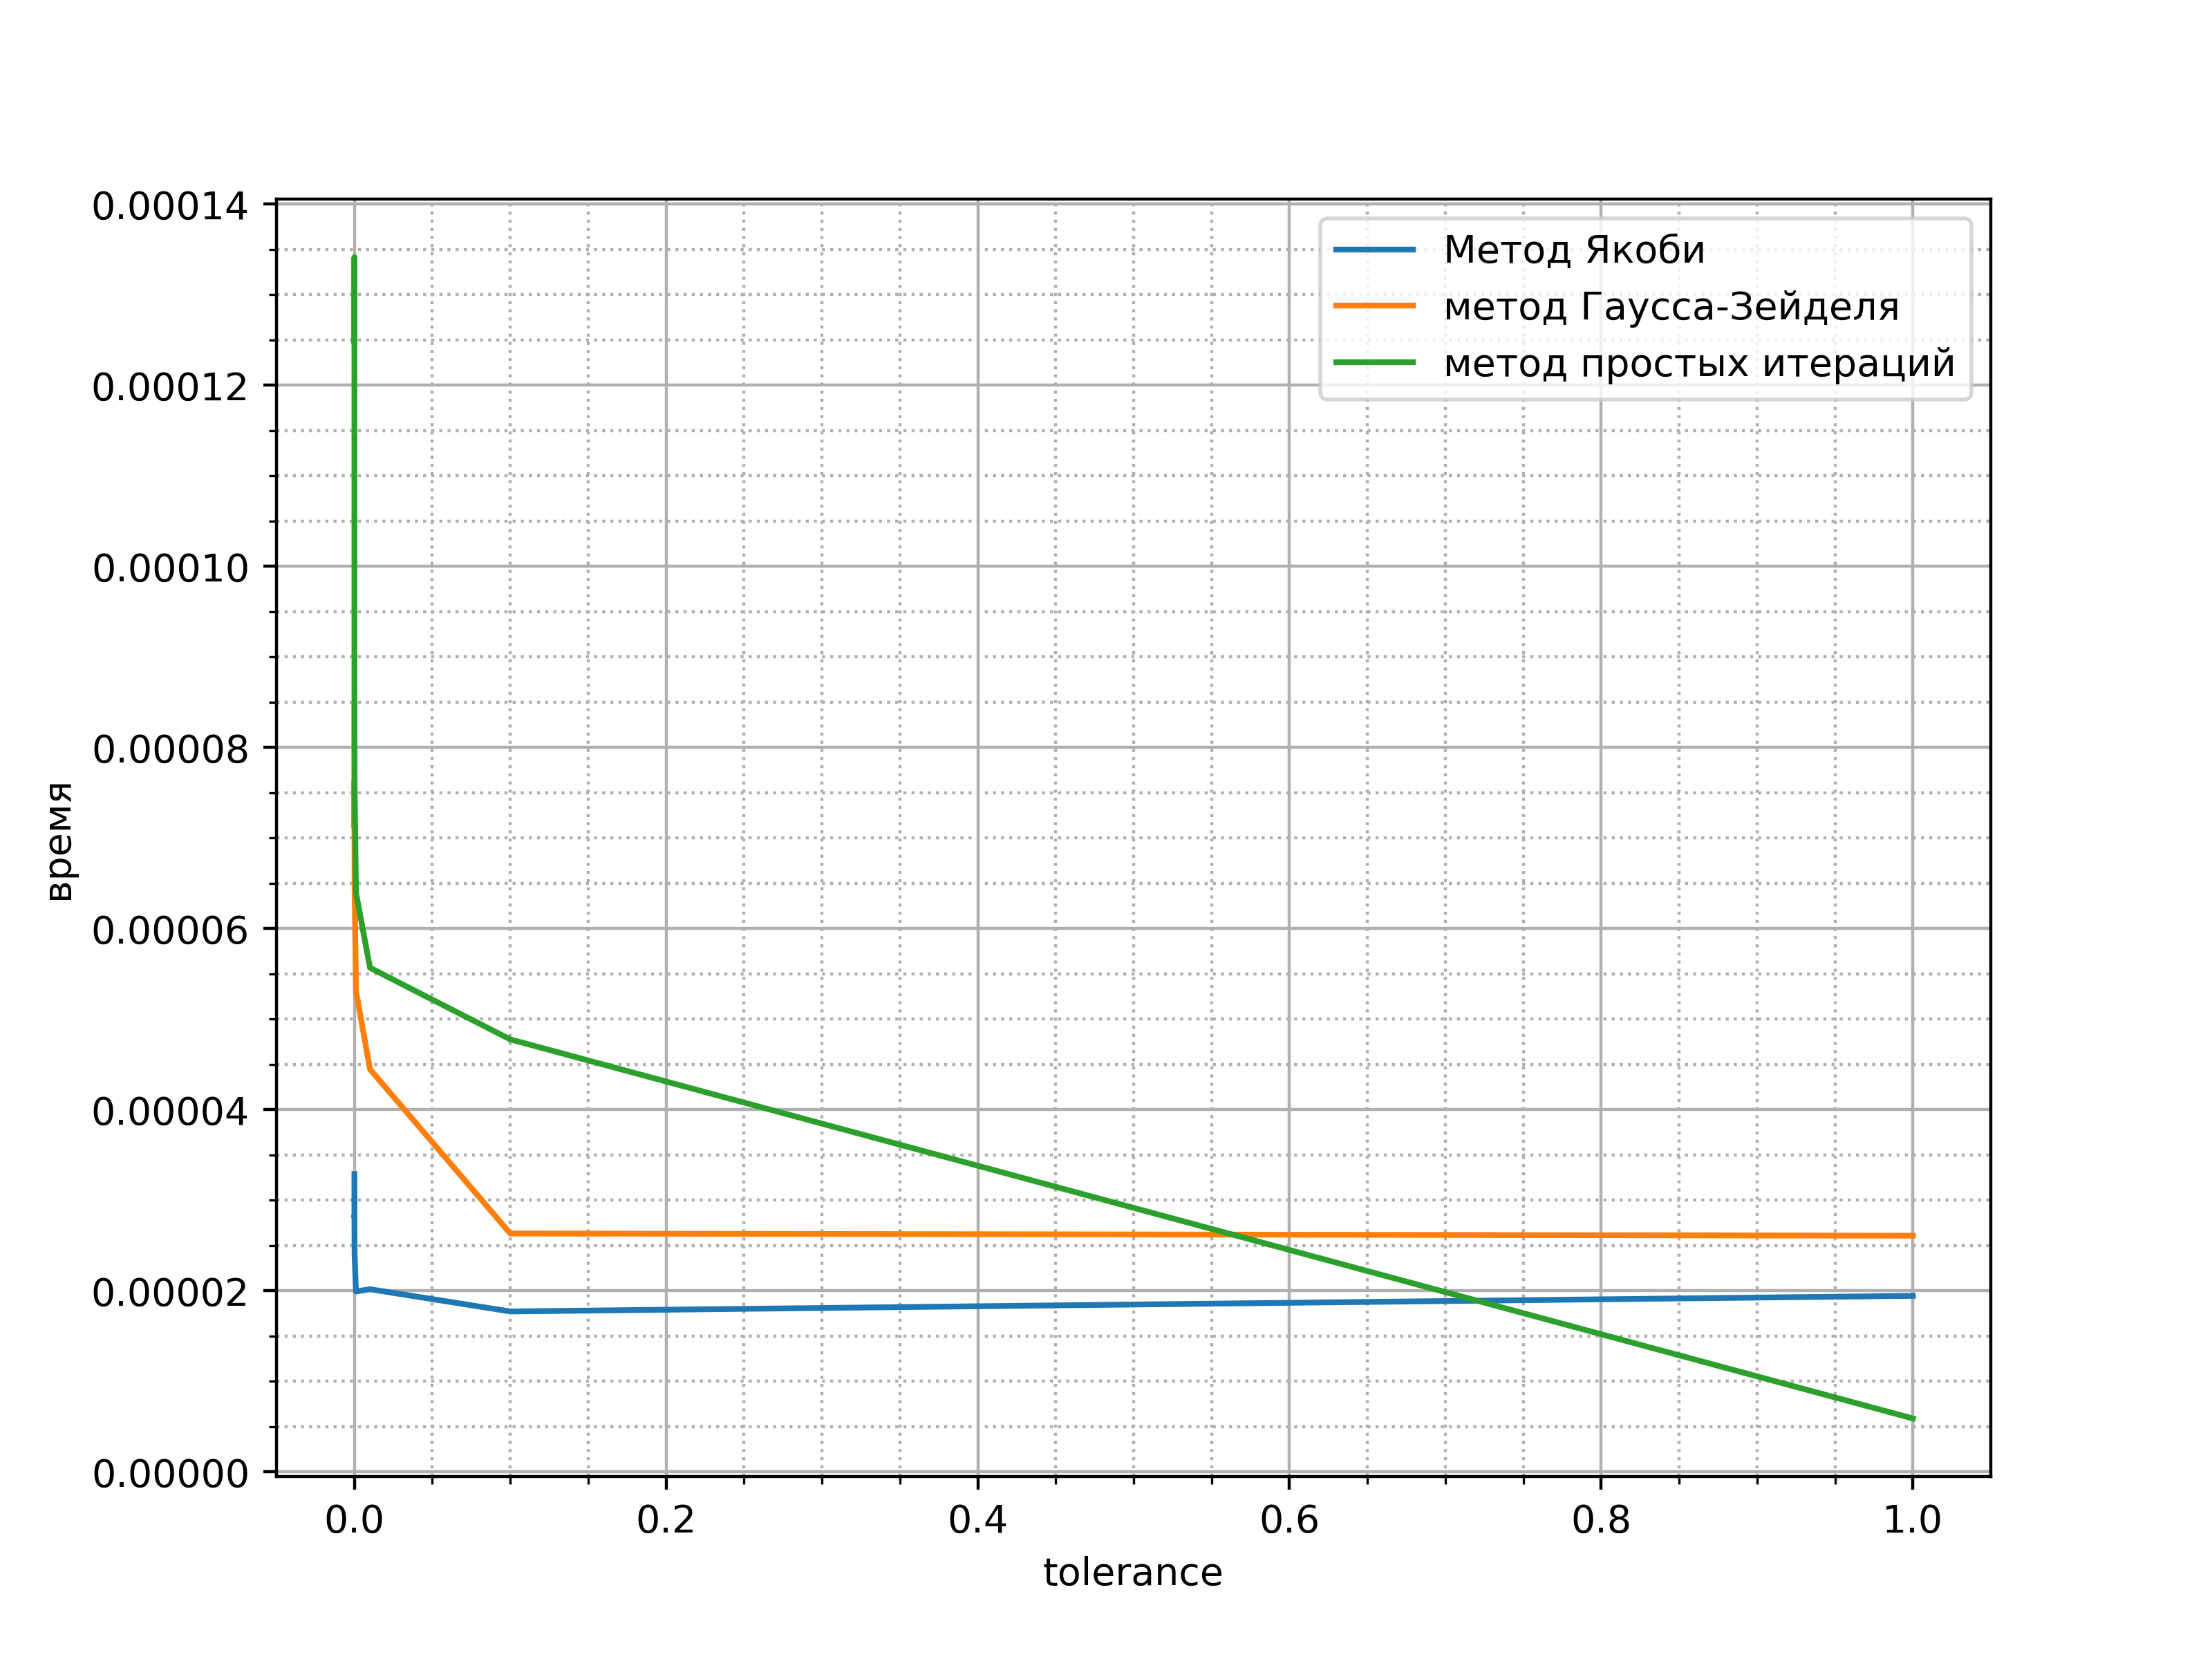 0.00014
0.00012
0.00010
0.00008
0.00006
0.00004
0.00002
0.00000
время
Метод Якоби
метод Гаусса-Зейделя
метод простых итераций
0.0 0.2 0.4 0.6 0.8 1.0
tolerance